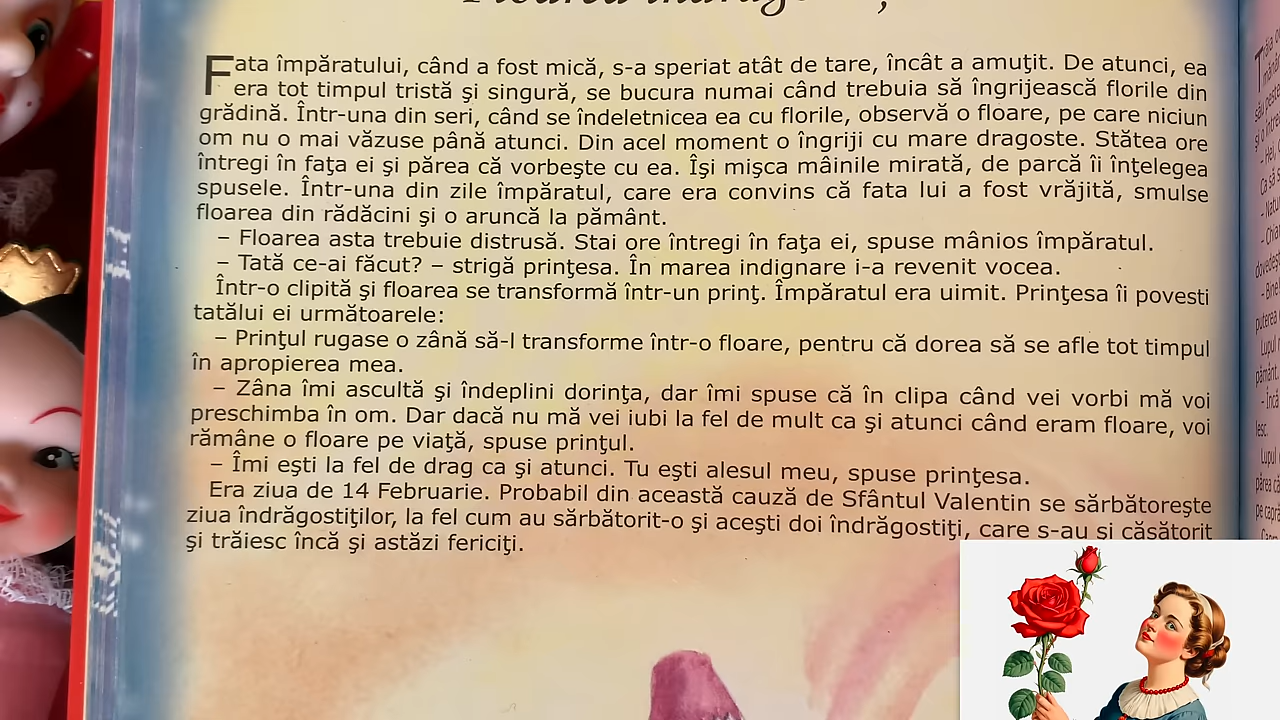 Fata împăratului, când a fost mică, s-a speriat atât de tare, încât a amuţit. De atunci, ea
era tot timpul tristă şi singură, se bucura numai când trebuia să îngrijească florile din
grădină. Într-una din seri, când se îndeletnicea ea cu florile, observă o floare, pe care niciun
om nu o mai văzuse până atunci. Din acel moment o îngriji cu mare dragoste. Stătea ore
întregi în faţa ei şi părea că vorbeşte cu ea. Îşi mişca mâinile mirată, de parcă îi înţelegea
spusele. Într-una din zile împăratul, care era convins că fata lui a fost vrăjită, smulse
floarea din rădăcini şi o aruncă la pământ.
– Floarea asta trebuie distrusă. Stai ore întregi în faţa ei, spuse mânios împăratul.
– Tată ce-ai făcut? – strigă prinţesa. În marea indignare i-a revenit vocea.
Într-o clipită şi floarea se transformă într-un prinţ. Împăratul era uimit. Prinţesa îi povesti
tatălui ei următoarele:
– Prinţul rugase o zână să-l transforme într-o floare, pentru că dorea să se afle tot timpul
în apropierea mea.
– Zâna îmi ascultă şi îndeplini dorinţa, dar îmi spuse că în clipa când vei vorbi mă voi
preschimba în om. Dar dacă nu mă vei iubi la fel de mult ca şi atunci când eram floare, voi
rămâne o floare pe viaţă, spuse prinţul.
– Îmi eşti la fel de drag ca şi atunci. Tu eşti alesul meu, spuse prinţesa.
Era ziua de 14 Februarie. Probabil din această cauză de Sfântul Valentin se sărbătoreşte
ziua îndrăgostiţilor, la fel cum au sărbătorit-o şi aceşti doi îndrăgostiţi, care s-au şi căsătorit
şi trăiesc încă şi astăzi fericiţi.